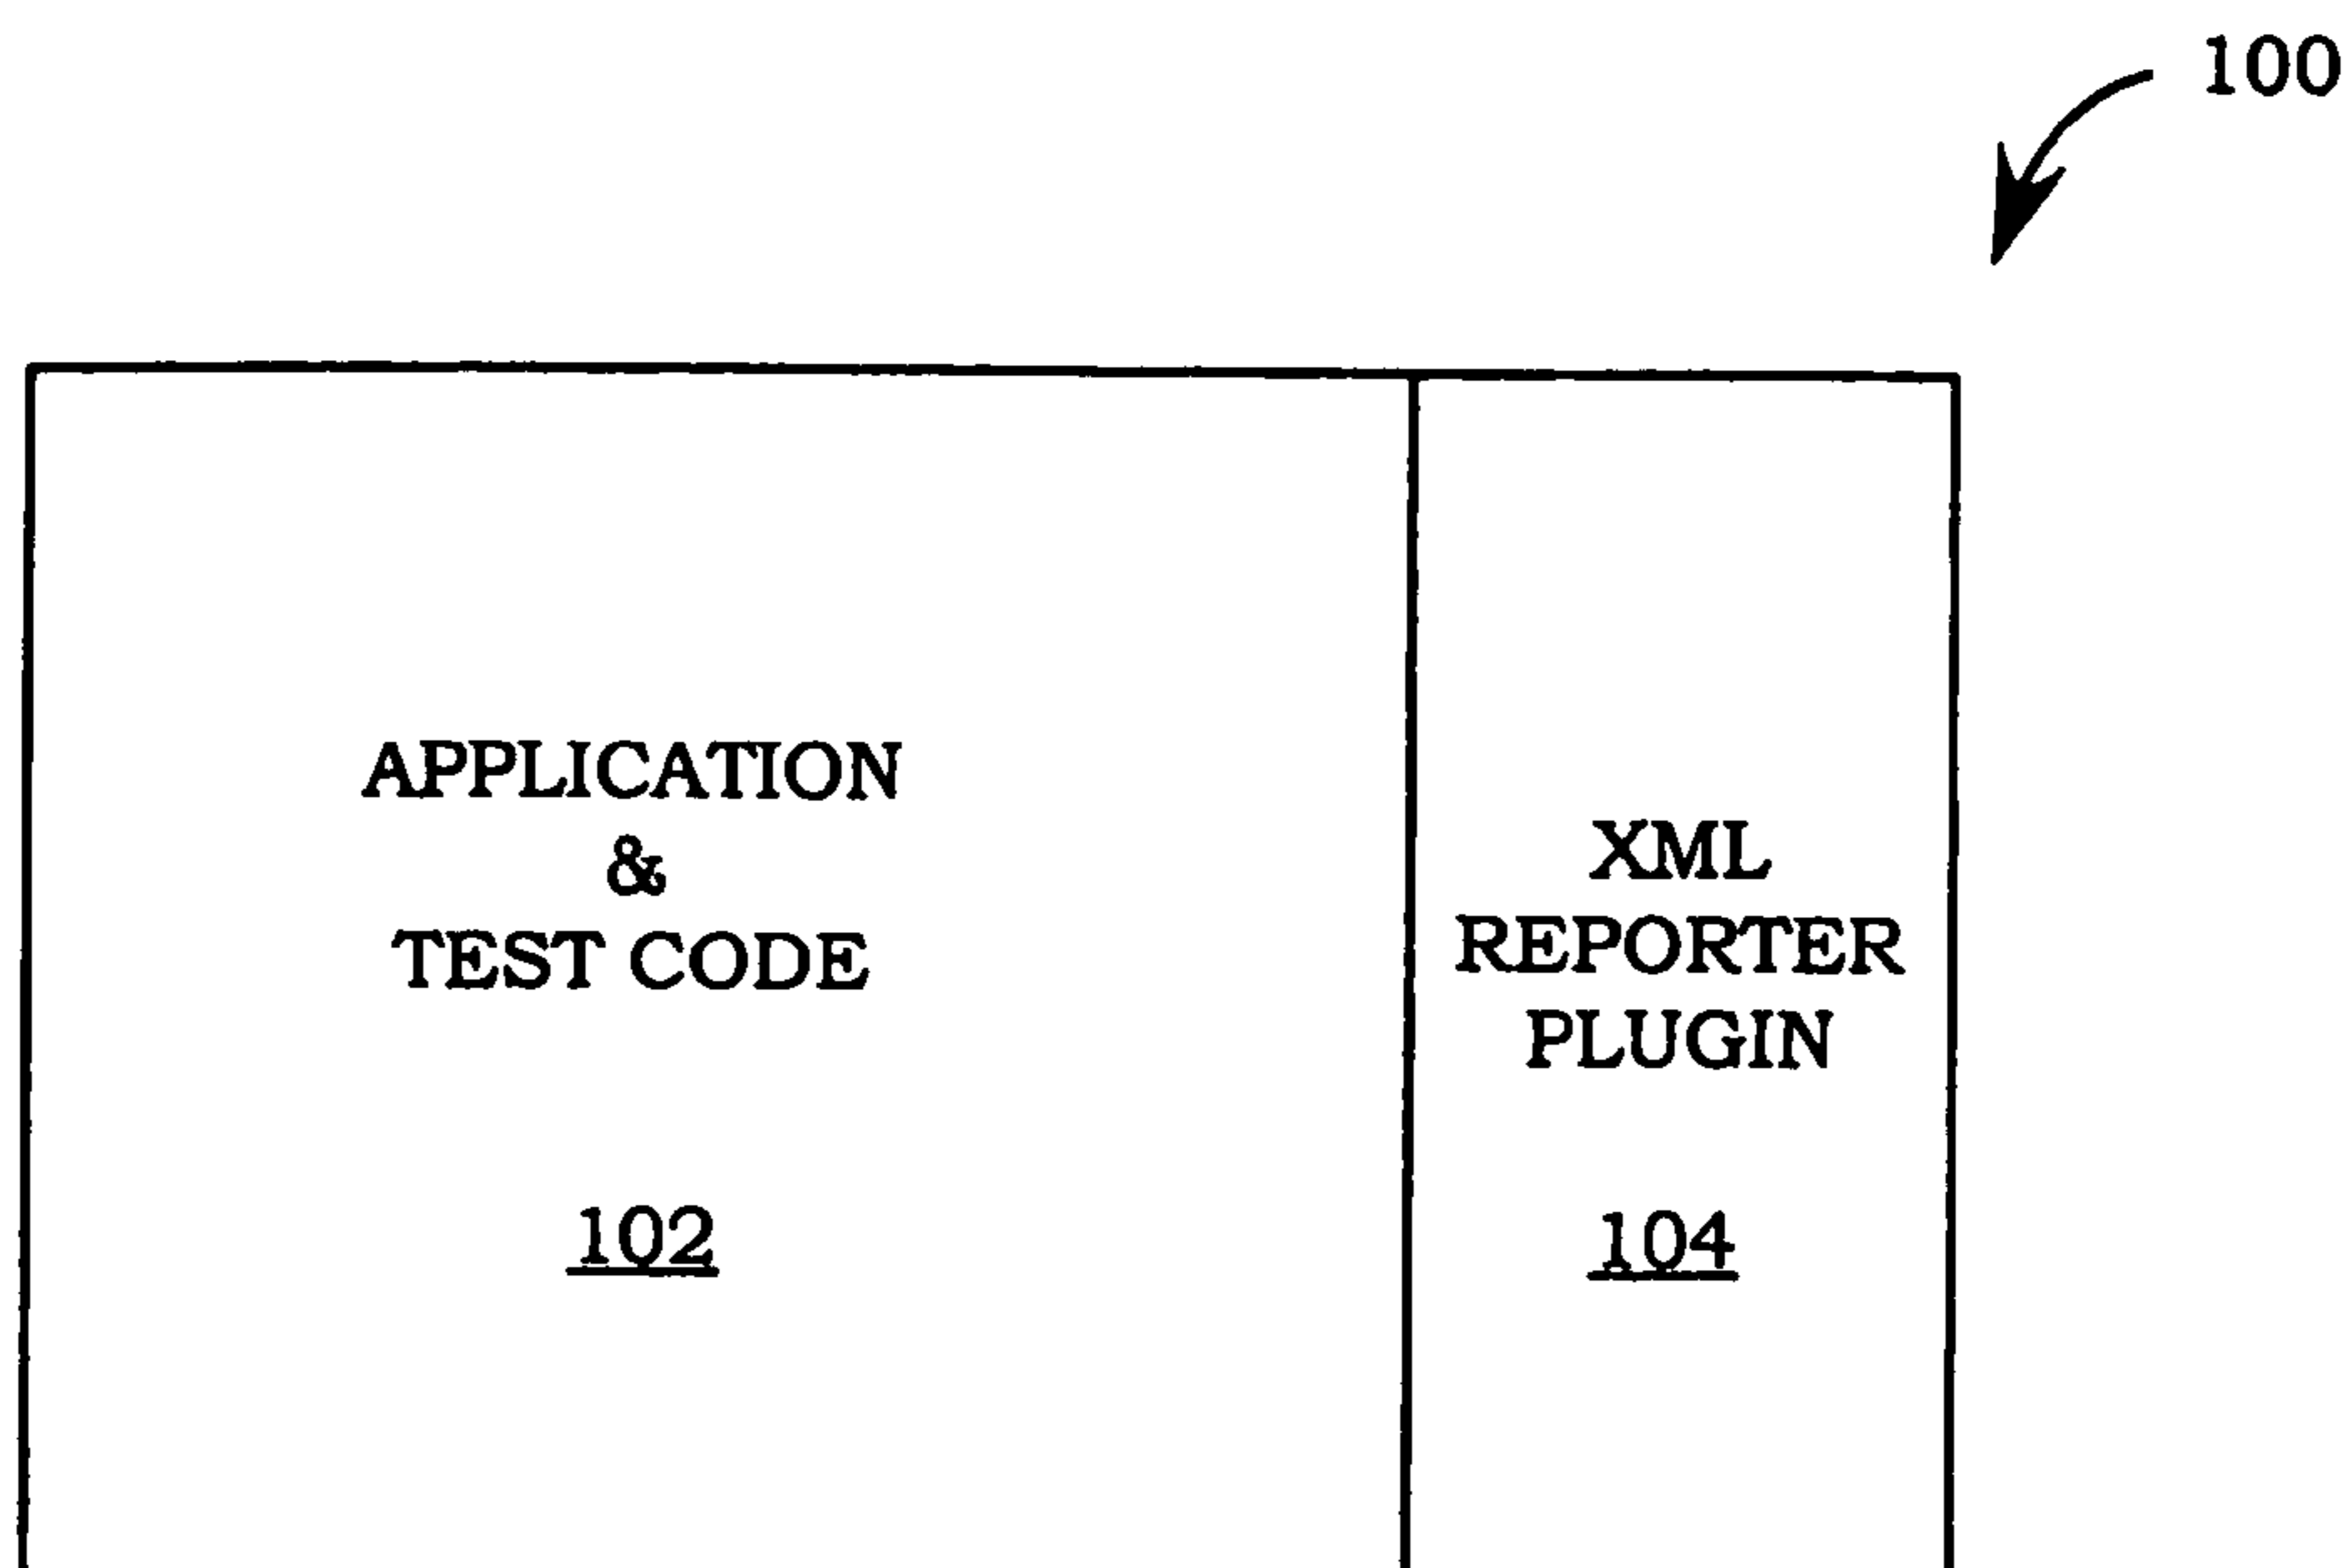 100
APPLICATION
&
TEST CODE
102
XML
REPORTER
PLUGIN
104